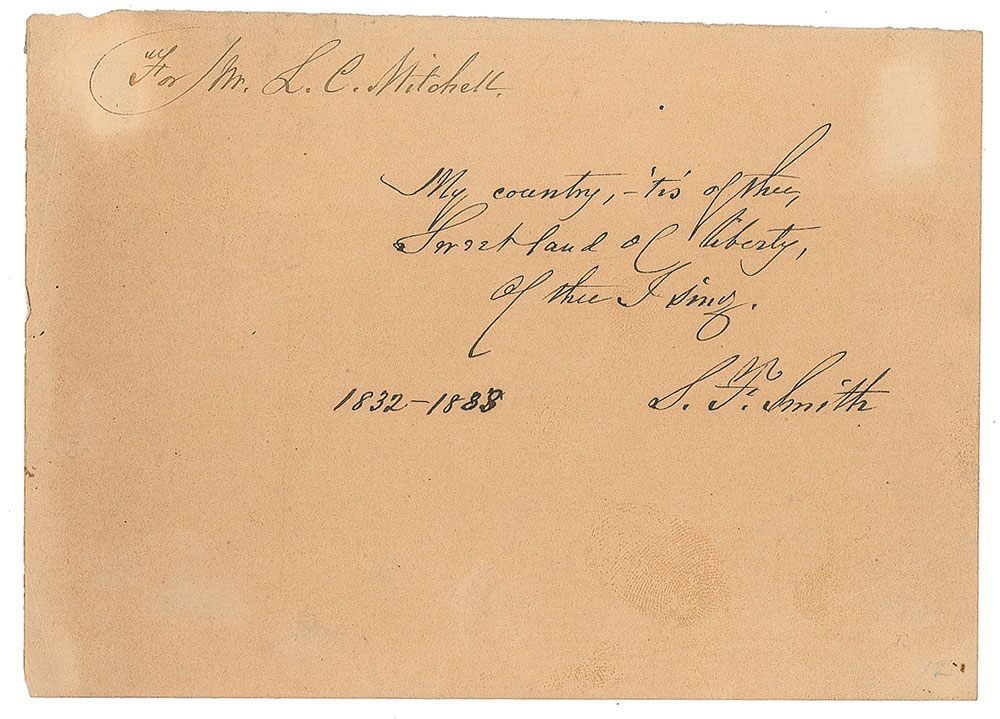 For Mr. L. C. Mitchell.
My country, -'tis of thee,
Sweet land of liberty,
Of thee I sing.
S. F. Smith
1832-1888